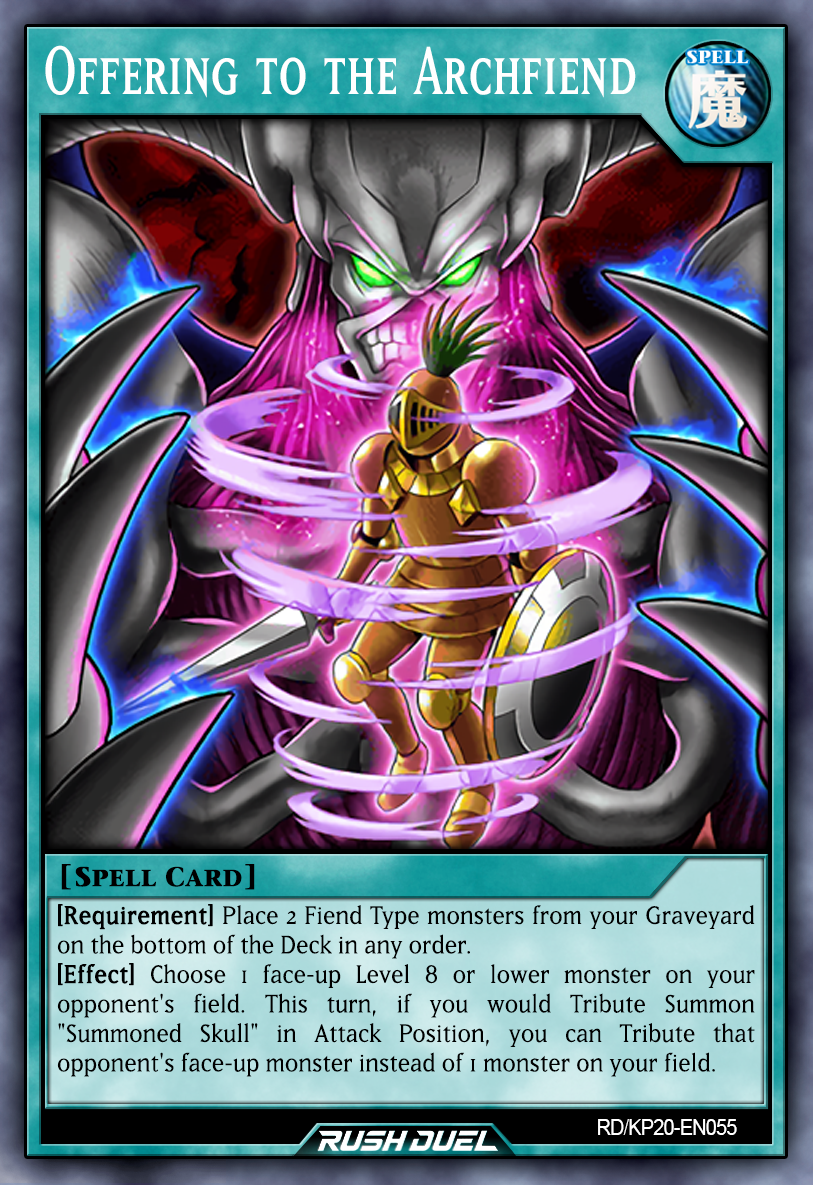 Offering to the Archfiend
SPELL
魔
[Spell Card]
[Requirement] Place 2 Fiend Type monsters from your Graveyard
on the bottom of the Deck in any order.
[Effect] Choose 1 face-up Level 8 or lower monster on your
opponent's field. This turn, if you would Tribute Summon
"Summoned Skull" in Attack Position, you can Tribute that
opponent's face-up monster instead of 1 monster on your field.
RD/KP20-EN055
RUSH DUEL